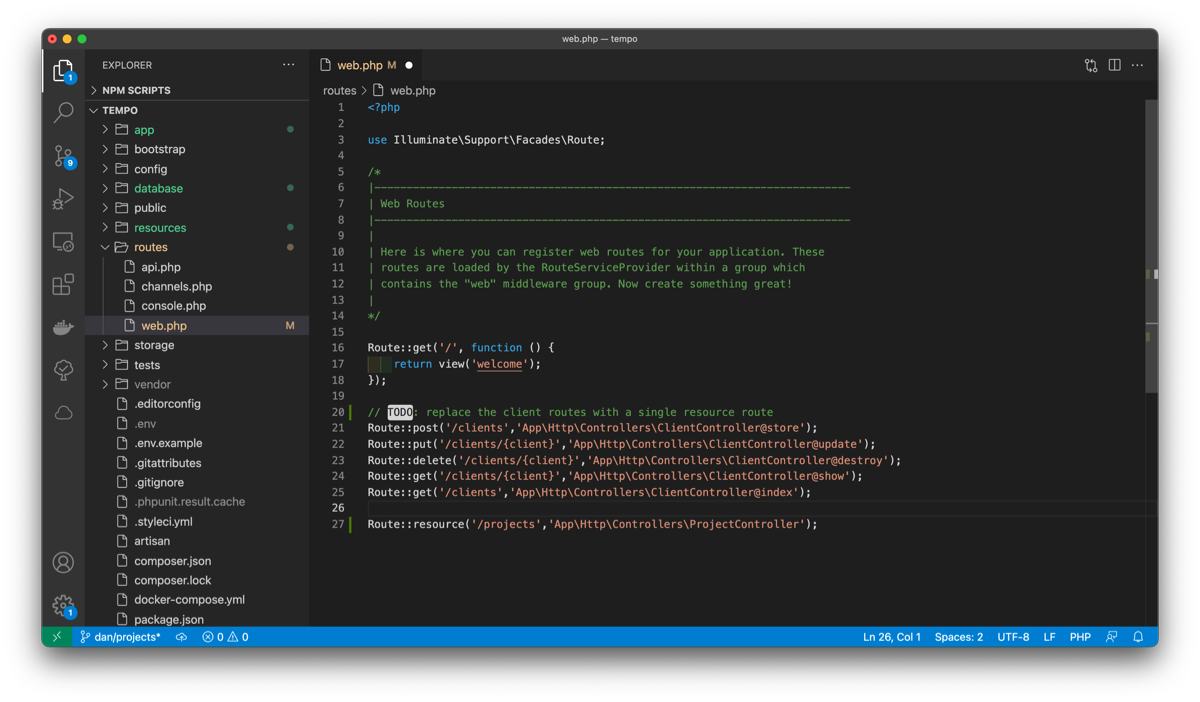 web.php — tempo
EXPLORER
NPM SCRIPTS
TEMPO
app
bootstrap
config
database
public
resources
routes
api.php
channels.php
console.php
web.php M
storage
tests
vendor
.editorconfig
.env
.env.example
.gitattributes
.gitignore
.phpunit.result.cache
.styleci.yml
artisan
composer.json
composer.lock
docker-compose.yml
package.json
1
9
1
web.php M
routes > web.php
1 <?php
2
3 use Illuminate\Support\Facades\Route;
4
5 /*
6 |--------------------------------------------------------------------------
7 | Web Routes
8 |--------------------------------------------------------------------------
9 |
10 | Here is where you can register web routes for your application. These
11 | routes are loaded by the RouteServiceProvider within a group which
12 | contains the "web" middleware group. Now create something great!
13 |
14 */
15
16 Route::get('/', function () {
17     return view('welcome');
18 });
19
20 // TODO: replace the client routes with a single resource route
21 Route::post('/clients','App\Http\Controllers\ClientController@store');
22 Route::put('/clients/{client}','App\Http\Controllers\ClientController@update');
23 Route::delete('/clients/{client}','App\Http\Controllers\ClientController@destroy');
24 Route::get('/clients/{client}','App\Http\Controllers\ClientController@show');
25 Route::get('/clients','App\Http\Controllers\ClientController@index');
26
27 Route::resource('/projects','App\Http\Controllers\ProjectController');
dan/projects* 0 0 Ln 26, Col 1 Spaces: 2 UTF-8 LF PHP